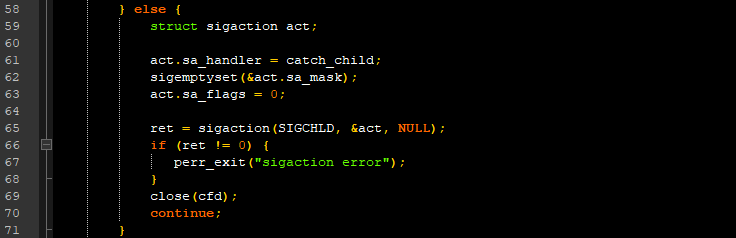 58 } else {
59 struct sigaction act;
60
61 act.sa_handler = catch_child;
62 sigemptyset(&act.sa_mask);
63 act.sa_flags = 0;
64
65 ret = sigaction(SIGCHLD, &act, NULL);
66 if (ret != 0) {
67 perr_exit("sigaction error");
68 }
69 close(cfd);
70 continue;
71 }